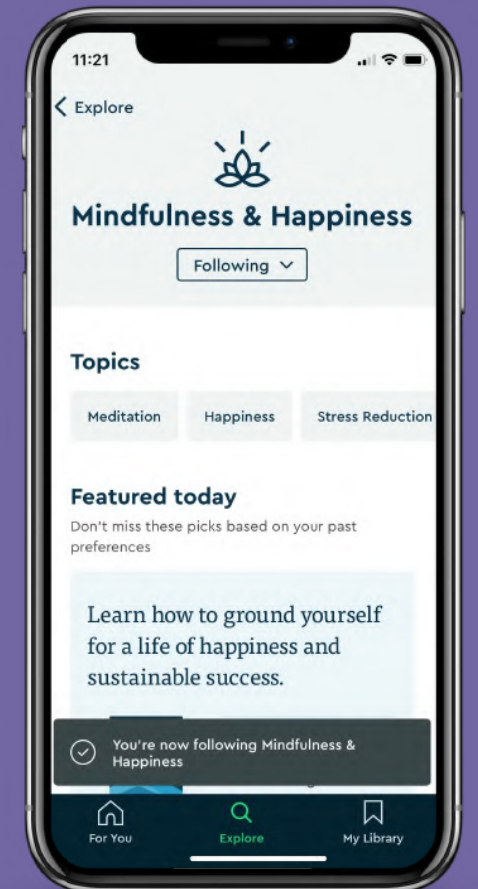 11:21
Explore
Mindfulness & Happiness
Following
Topics
Meditation Happiness Stress Reduction
Featured today
Don't miss these picks based on your past
preferences
Learn how to ground yourself
for a life of happiness and
sustainable success.
You're now following Mindfulness &
Happiness
For You Explore My Library